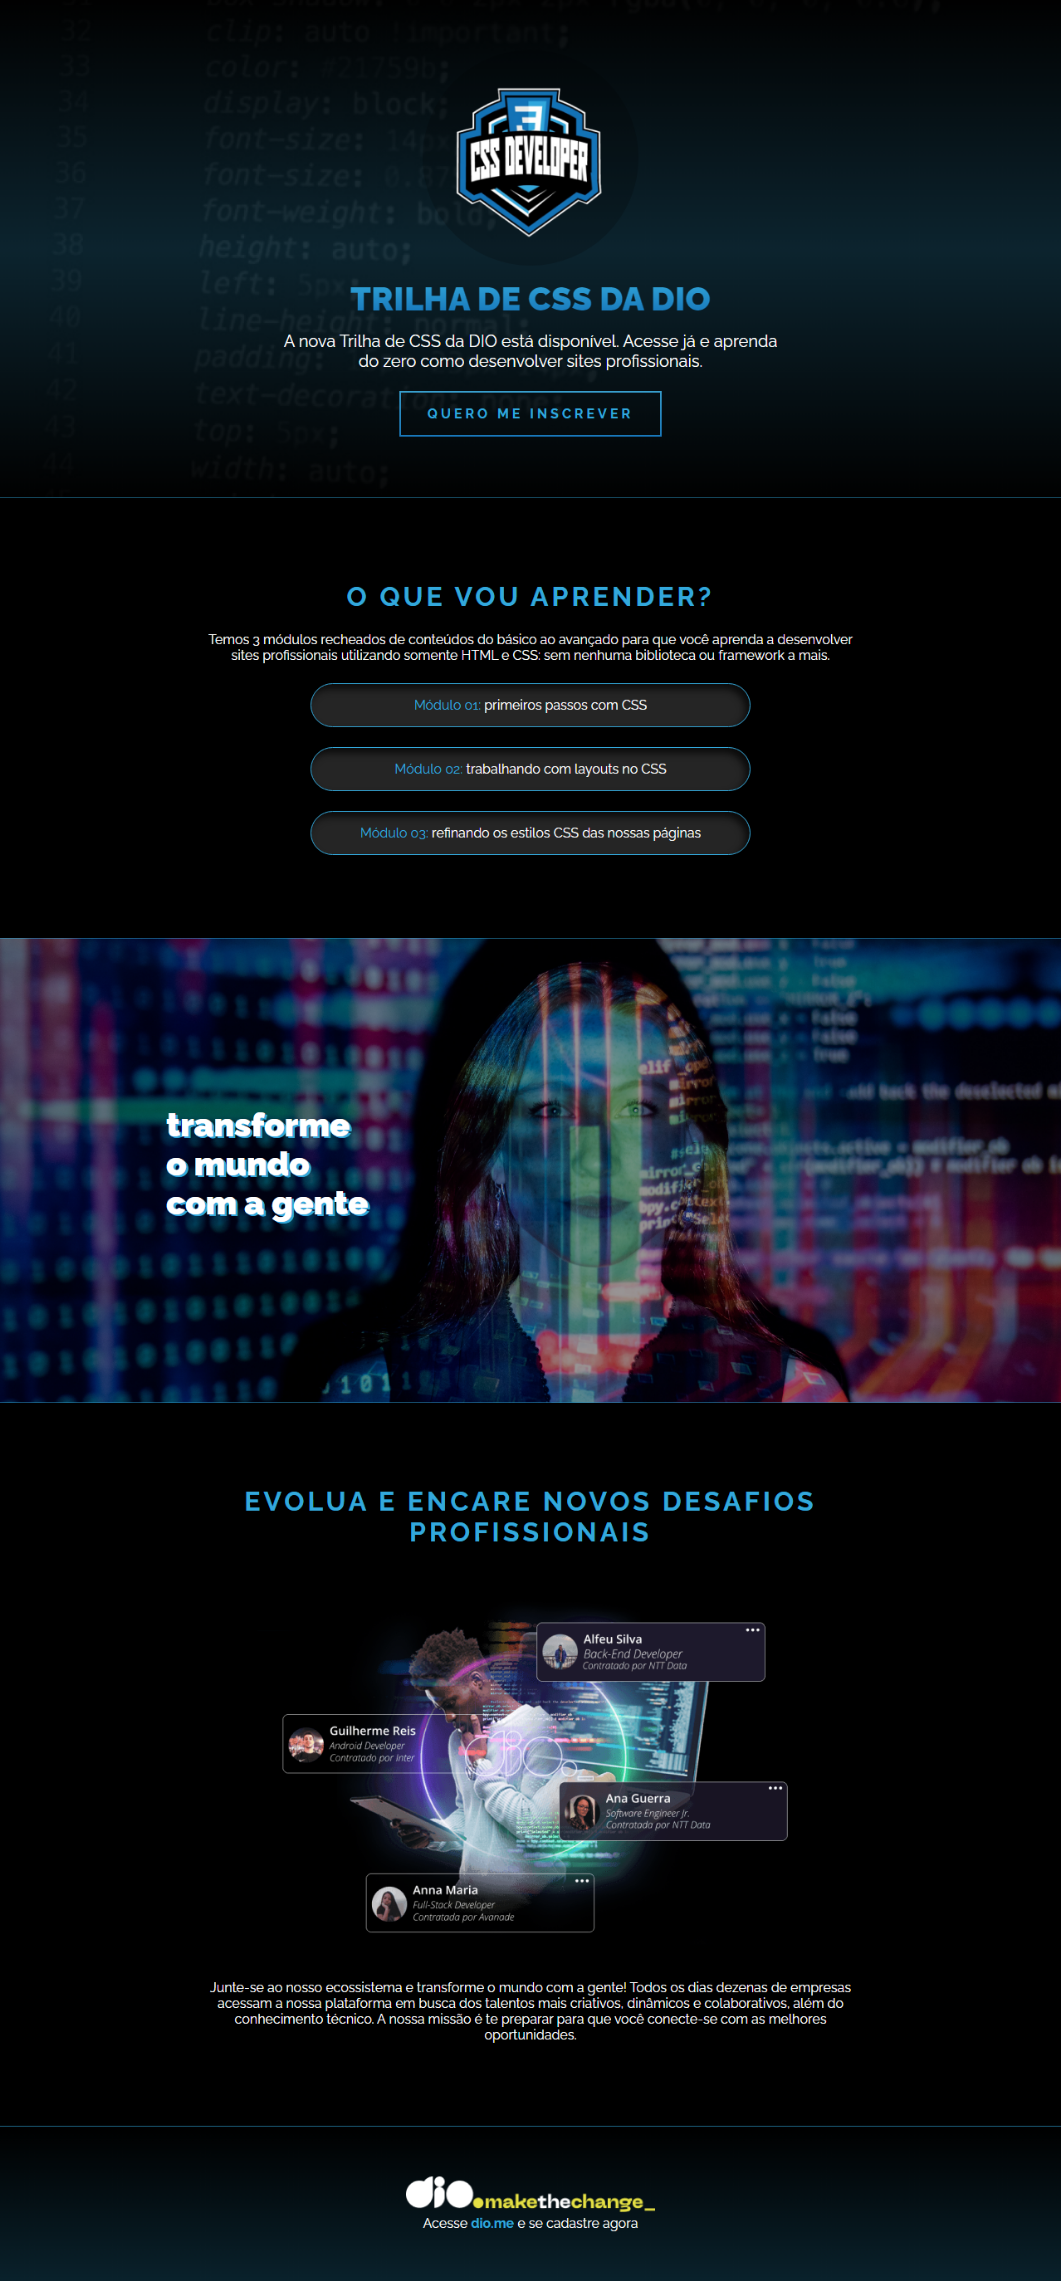 32 clip: auto !important;
33 color: #21759b;
34 display: block;
35 font-size: 14px
36 font-size: 0.87
37 font-weight: bold;
38 height: auto;
39 left: 5px;
40 line-height: normal;
41 padding:
42 text-decoration: none;
43 top: 5px;
44 width: auto;
3
CSS DEVELOPER
TRILHA DE CSS DA DIO
A nova Trilha de CSS da DIO está disponível. Acesse já e aprenda
do zero como desenvolver sites profissionais.
QUERO ME INSCREVER
O QUE VOU APRENDER?
Temos 3 módulos recheados de conteúdos do básico ao avançado para que você aprenda a desenvolver
sites profissionais utilizando somente HTML e CSS: sem nenhuma biblioteca ou framework a mais.
Módulo 01: primeiros passos com CSS
Módulo 02: trabalhando com layouts no CSS
Módulo 03: refinando os estilos CSS das nossas páginas
transforme
o mundo
com a gente
EVOLUA E ENCARE NOVOS DESAFIOS
PROFISSIONAIS
Alfeu Silva
Back-End Developer
Contratado por NTT Data
Guilherme Reis
Android Developer
Contratado por Inter
dio.
Ana Guerra
Software Engineer Jr.
Contratada por NTT Data
Anna Maria
Full-Stack Developer
Contratada por Avanade
Junte-se ao nosso ecossistema e transforme o mundo com a gente! Todos os dias dezenas de empresas
acessam a nossa plataforma em busca dos talentos mais criativos, dinâmicos e colaborativos, além do
conhecimento técnico. A nossa missão é te preparar para que você conecte-se com as melhores
oportunidades.
dio.makethechange_
Acesse dio.me e se cadastre agora